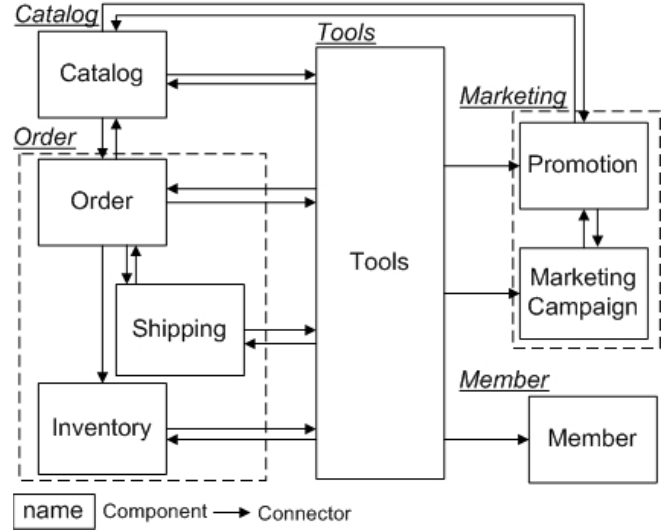 Catalog
Tools
Catalog
Marketing
Order
Promotion
Order
Tools
Marketing
Campaign
Shipping
Member
Inventory
Member
name Component Connector